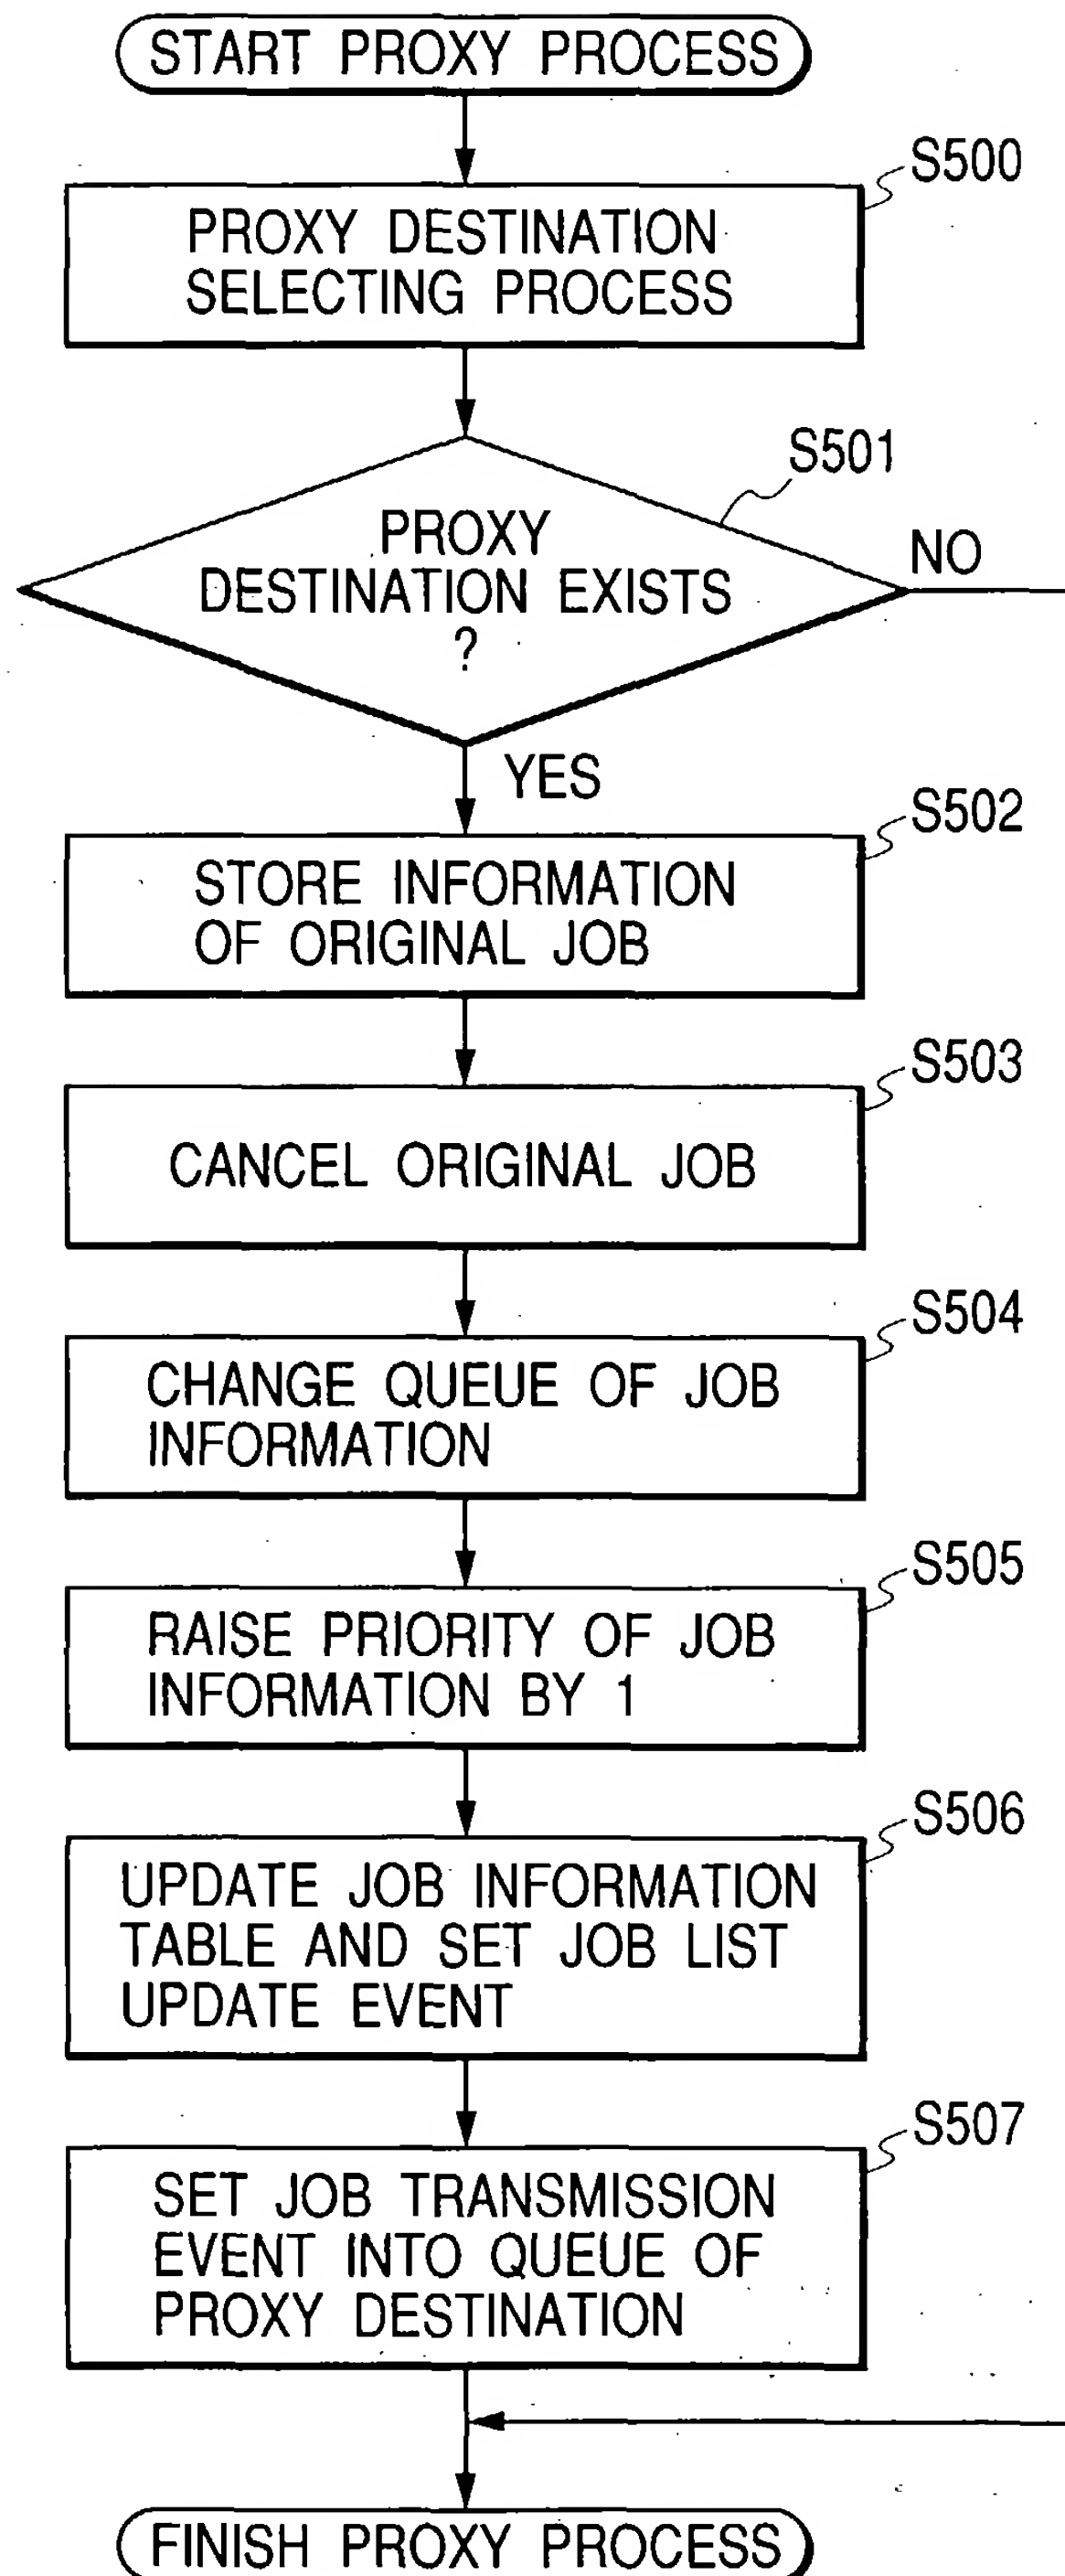 START PROXY PROCESS
S500
PROXY DESTINATION
SELECTING PROCESS
S501
PROXY
DESTINATION EXISTS
?
NO
YES
S502
STORE INFORMATION
OF ORIGINAL JOB
S503
CANCEL ORIGINAL JOB
S504
CHANGE QUEUE OF JOB
INFORMATION
S505
RAISE PRIORITY OF JOB
INFORMATION BY 1
S506
UPDATE JOB INFORMATION
TABLE AND SET JOB LIST
UPDATE EVENT
S507
SET JOB TRANSMISSION
EVENT INTO QUEUE OF
PROXY DESTINATION
FINISH PROXY PROCESS